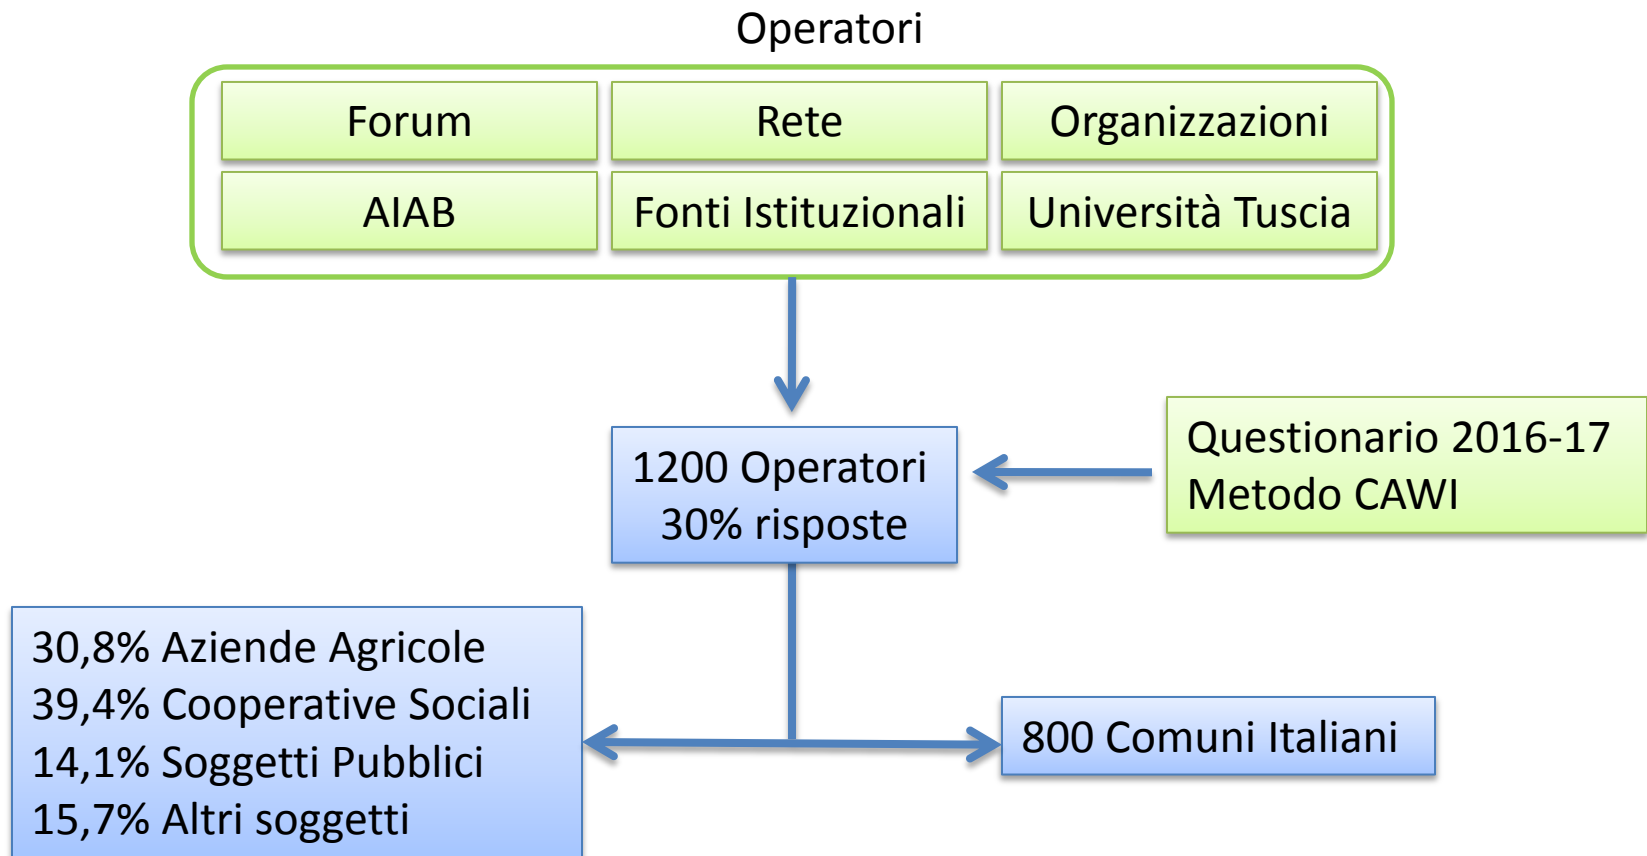 Operatori
Forum
Rete
Organizzazioni
AIAB
Fonti Istituzionali
Università Tuscia
1200 Operatori
30% risposte
Questionario 2016-17
Metodo CAWI
30,8% Aziende Agricole
39,4% Cooperative Sociali
14,1% Soggetti Pubblici
15,7% Altri soggetti
800 Comuni Italiani